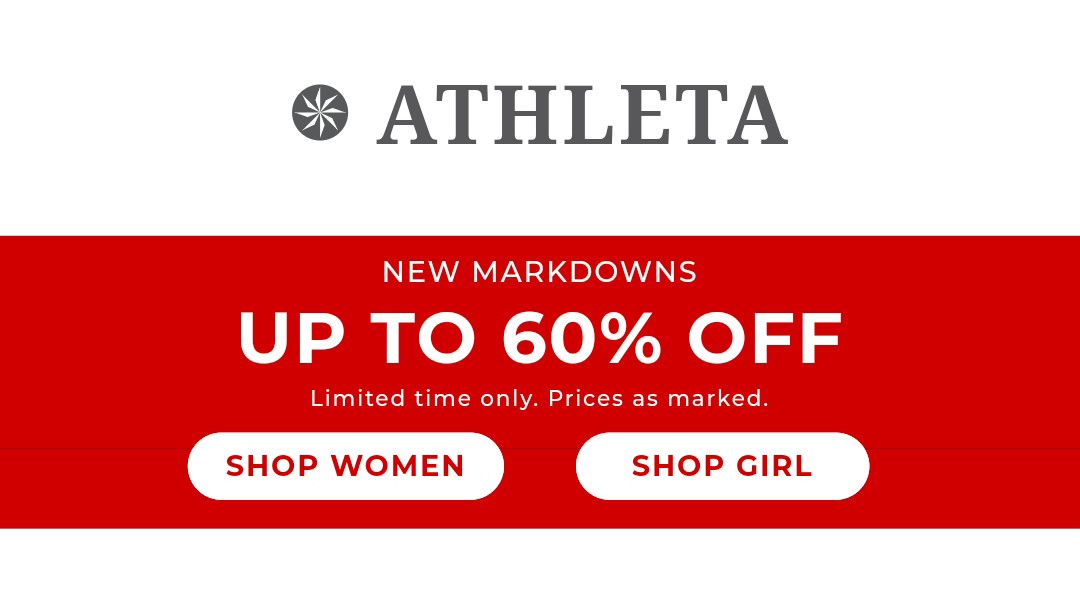 ATHLETA
NEW MARKDOWNS
UP TO 60% OFF
Limited time only. Prices as marked.
SHOP WOMEN
SHOP GIRL